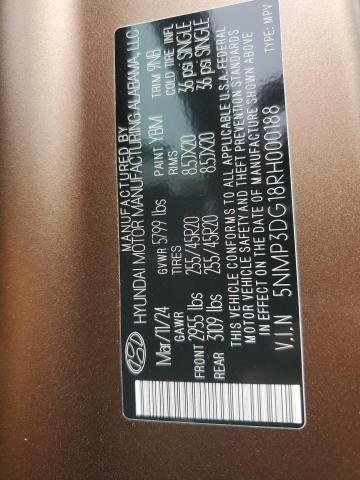 MANUFACTURED BY
HYUNDAI MOTOR MANUFACTURING ALABAMA, LLC
Mar/11/24 GVWR 5799 lbs PAINT YBM TRIM 9NB
GAWR TIRES RIMS COLD TIRE INFL
FRONT 2955 lbs 255/45R20 8.5JX20 36 psi SINGLE
REAR 3109 lbs 255/45R20 8.5JX20 36 psi SINGLE
THIS VEHICLE CONFORMS TO ALL APPLICABLE U.S.A. FEDERAL
MOTOR VEHICLE SAFETY AND THEFT PREVENTION STANDARDS
IN EFFECT ON THE DATE OF MANUFACTURE SHOWN ABOVE.
V.I.N 5NMP3DG18RH000188 TYPE MPV